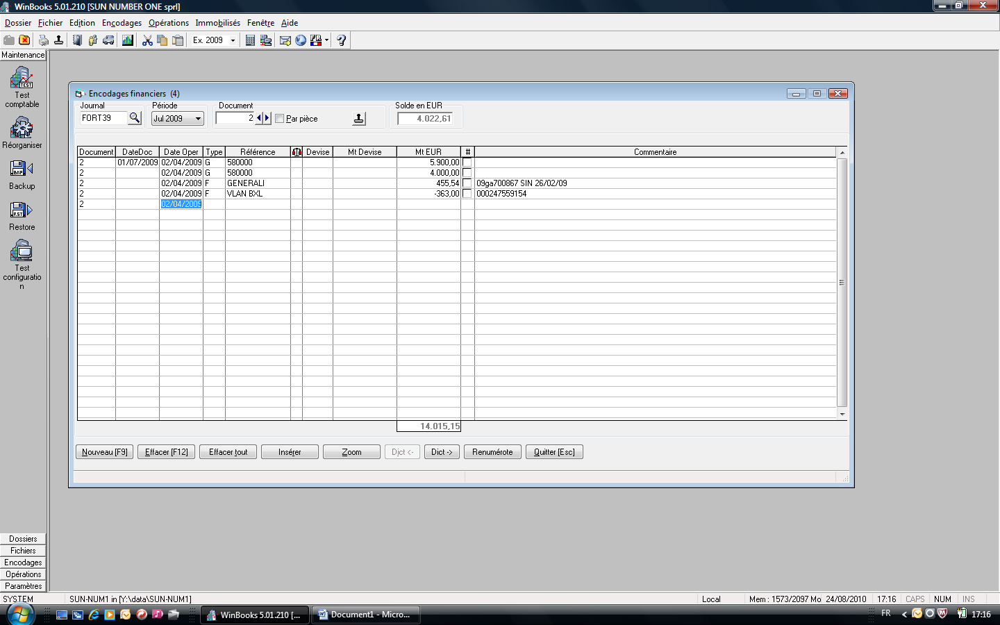 WinBooks 5.01.210 [SUN NUMBER ONE sprl]
Dossier Fichier Edition Encodages Opérations Immobilisés Fenêtre Aide
Ex. 2009
Maintenance
TEST
Test comptable
Réorganiser
BKP
Backup
RST
Restore
Test
configuratio
n
Encodages financiers (4)
Journal Période Document Solde en EUR
FORT39 Jul 2009 2 Par pièce 4.022,61
Document DateDoc Date Oper Type Référence Devise Mt Devise Mt EUR # Commentaire
2 01/07/2009 02/04/2009 G 580000 5.900,00
2 02/04/2009 G 580000 4.000,00
2 02/04/2009 F GENERALI 455,54 09ga700867 SIN 26/02/09
2 02/04/2009 F VLAN BXL -363,00 000247559154
2 02/04/2009
14.015,15
Nouveau [F9] Effacer [F12] Effacer tout Insérer Zoom Dict <- Dict -> Renumérote Quitter [Esc]
Dossiers
Fichiers
Encodages
Opérations
Paramètres
SYSTEM SUN-NUM1 in [Y:\data\SUN-NUM1] Local Mem : 1573/2097 Mo 24/08/2010 17:16 CAPS NUM INS
WinBooks 5.01.210 [... Document1 - Micro... FR < 17:16